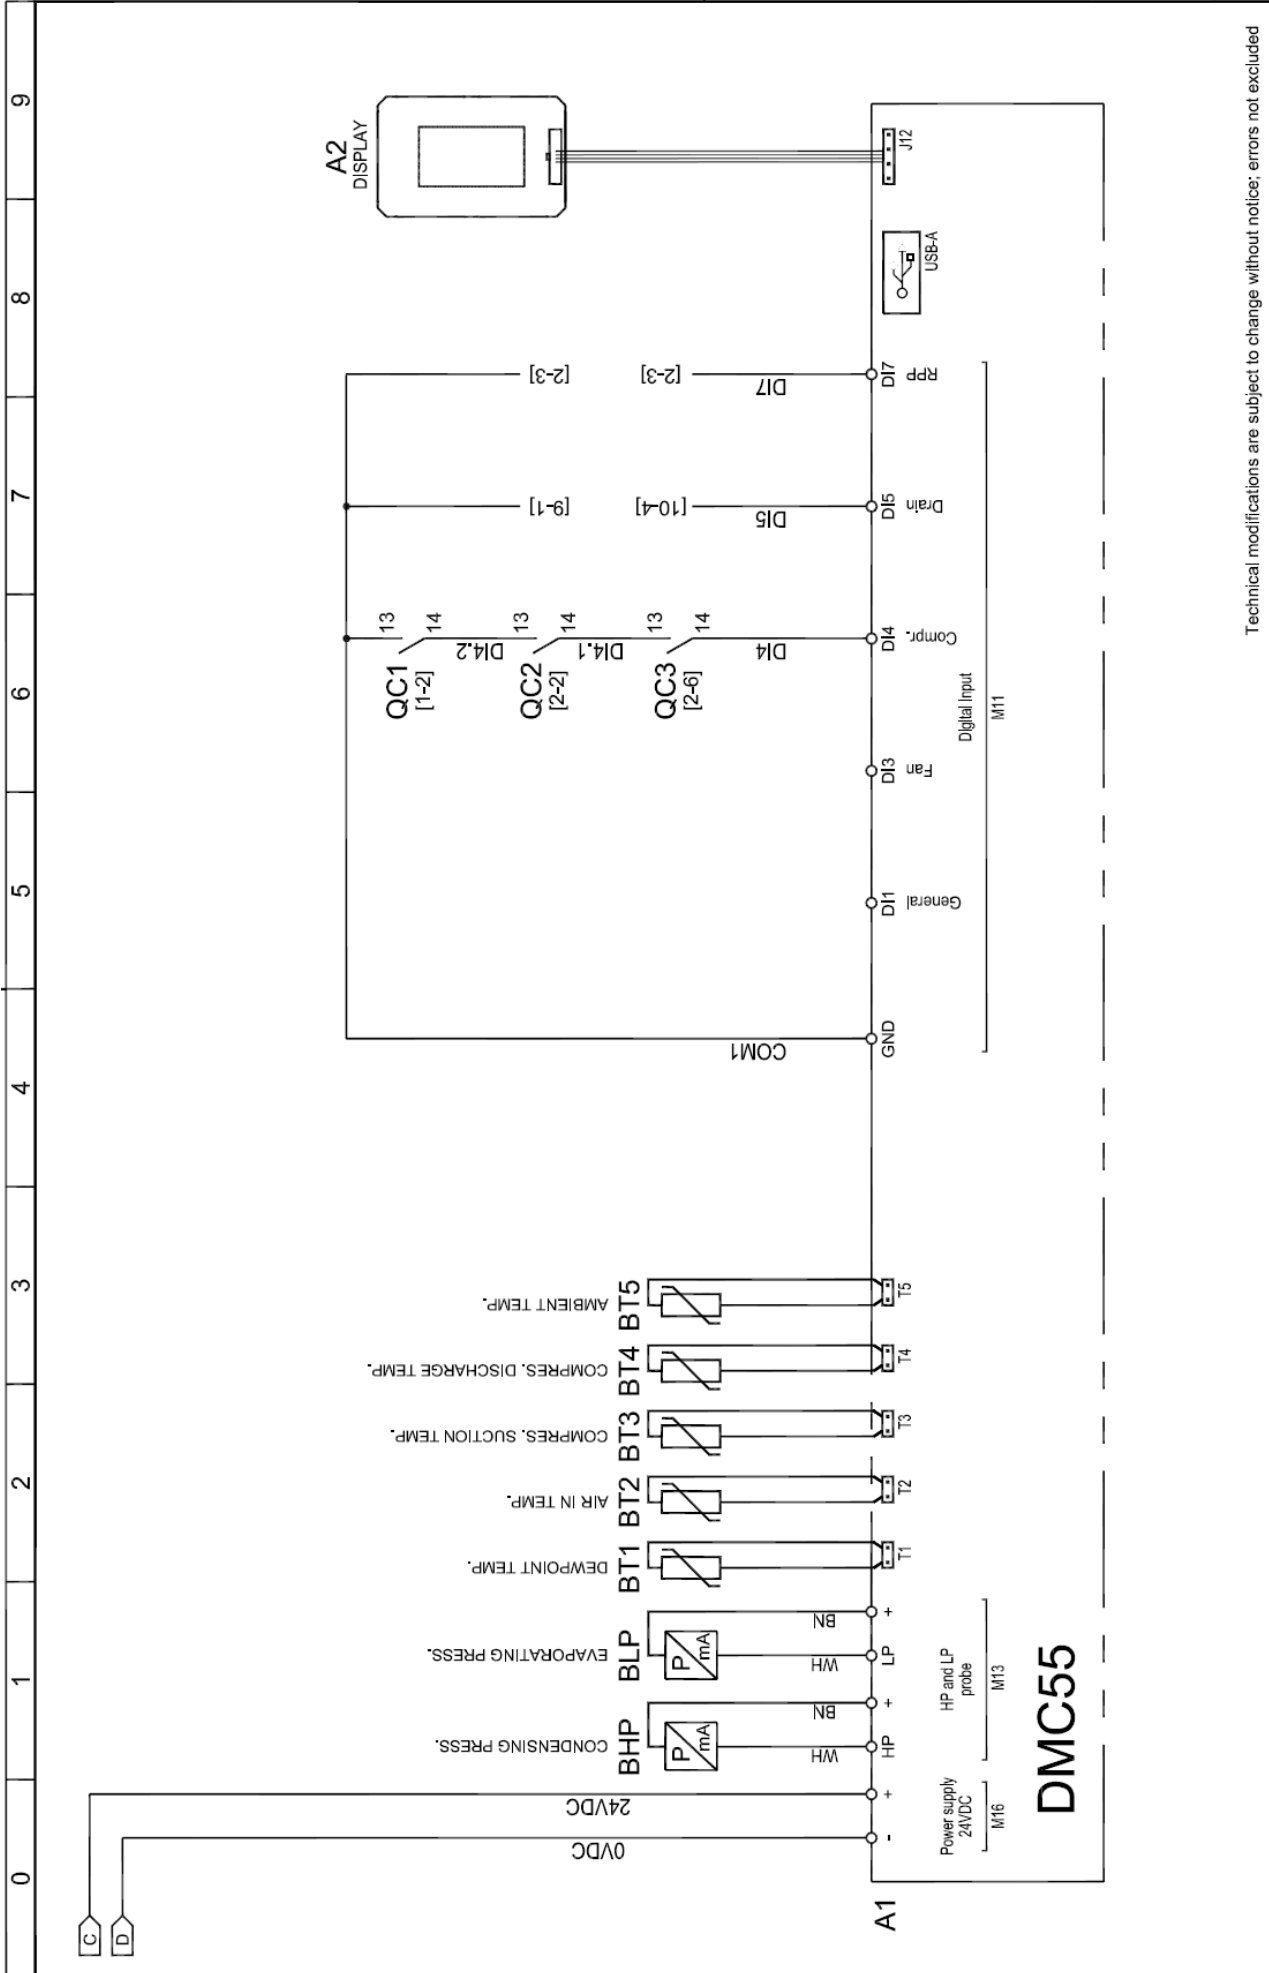 0
1
2
3
4
5
6
7
8
9
C
D
24VDC
0VDC
CONDENSING PRESS.
BHP
P
mA
WH
BN
EVAPORATING PRESS.
BLP
P
mA
WH
BN
DEWPOINT TEMP.
BT1
AIR IN TEMP.
BT2
COMPRES. SUCTION TEMP.
BT3
COMPRES. DISCHARGE TEMP.
BT4
AMBIENT TEMP.
BT5
COM1
QC1
[1-2]
13
14
DI4.2
QC2
[2-2]
13
14
DI4.1
QC3
[2-6]
13
14
DI4
[9-1]
[10-4]
DI5
[2-3]
[2-3]
DI7
A2
DISPLAY
A1
-
+
HP
+
LP
+
T1
T2
T3
T4
T5
GND
DI1
DI3
DI4
DI5
DI7
General
Fan
Compr.
Drain
RPP
USB-A
J12
Power supply
24VDC
M16
HP and LP
probe
M13
Digital Input
M11
DMC55
Technical modifications are subject to change without notice; errors not excluded